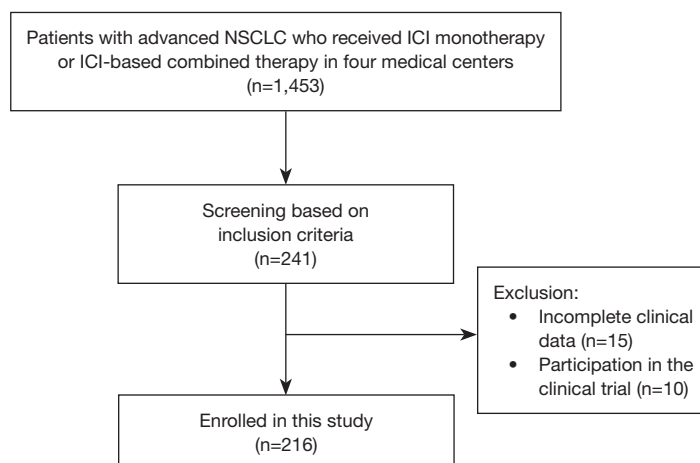 Patients with advanced NSCLC who received ICI monotherapy
or ICI-based combined therapy in four medical centers
(n=1,453)
Screening based on
inclusion criteria
(n=241)
Exclusion:
• Incomplete clinical
data (n=15)
• Participation in the
clinical trial (n=10)
Enrolled in this study
(n=216)